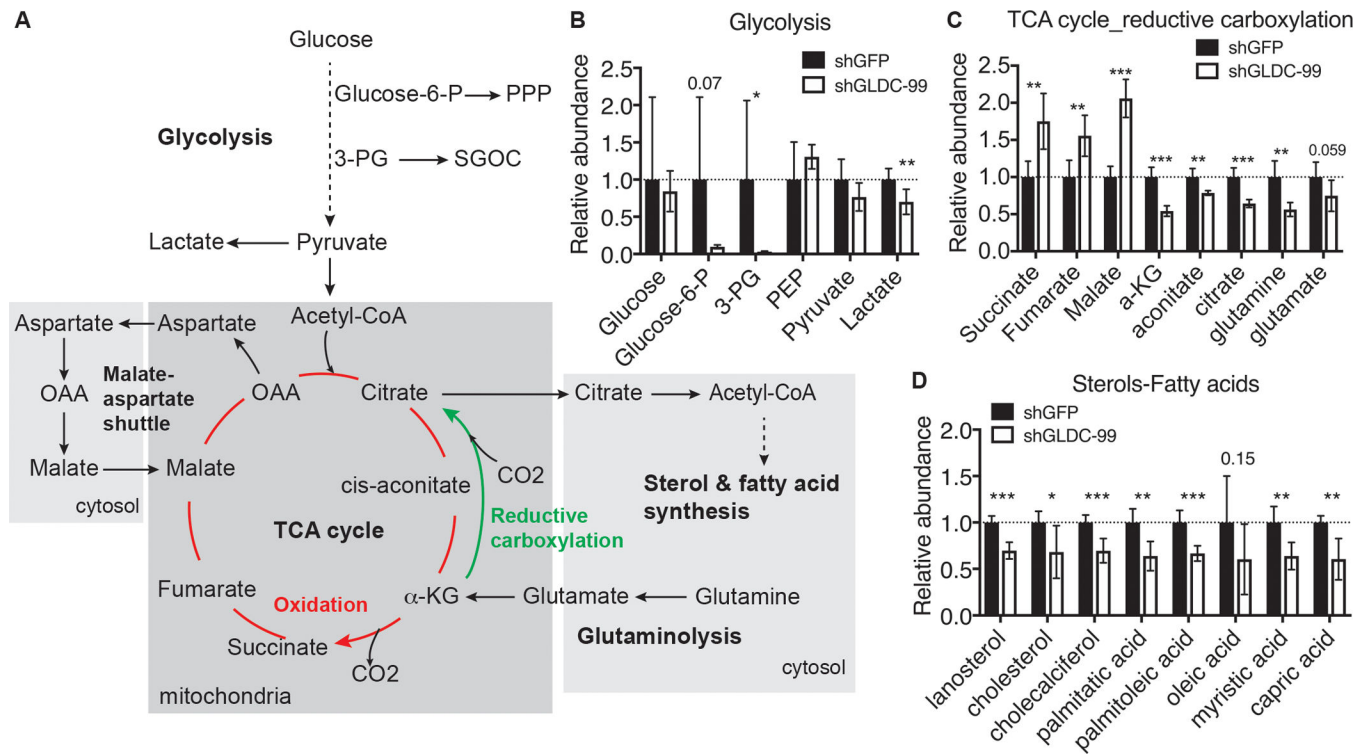 A
Glucose
Glucose-6-P
PPP
Glycolysis
3-PG
SGOC
Lactate
Pyruvate
Aspartate
Aspartate
Acetyl-CoA
OAA
Malate-
aspartate
shuttle
OAA
Citrate
Citrate
Acetyl-CoA
Malate
Malate
cytosol
cis-aconitate
CO2
Sterol & fatty acid
synthesis
TCA cycle
Reductive
carboxylation
Fumarate
Oxidation
α-KG
Glutamate
Glutamine
Succinate
Glutaminolysis
CO2
mitochondria
cytosol
B
Glycolysis
shGFP
shGLDC-99
Relative abundance
2.5
2.0
1.5
1.0
0.5
0.0
0.07
*
**
Glucose
Glucose-6-P
3-PG
PEP
Pyruvate
Lactate
C
TCA cycle_reductive carboxylation
shGFP
shGLDC-99
Relative abundance
2.5
2.0
1.5
1.0
0.5
0.0
**
**
***
***
**
***
**
0.059
Succinate
Fumarate
Malate
a-KG
aconitate
citrate
glutamine
glutamate
D
Sterols-Fatty acids
shGFP
shGLDC-99
Relative abundance
2.0
1.5
1.0
0.5
0.0
***
*
***
**
***
0.15
**
**
lanosterol
cholesterol
cholecalciferol
palmitatic acid
palmitoleic acid
oleic acid
myristic acid
capric acid